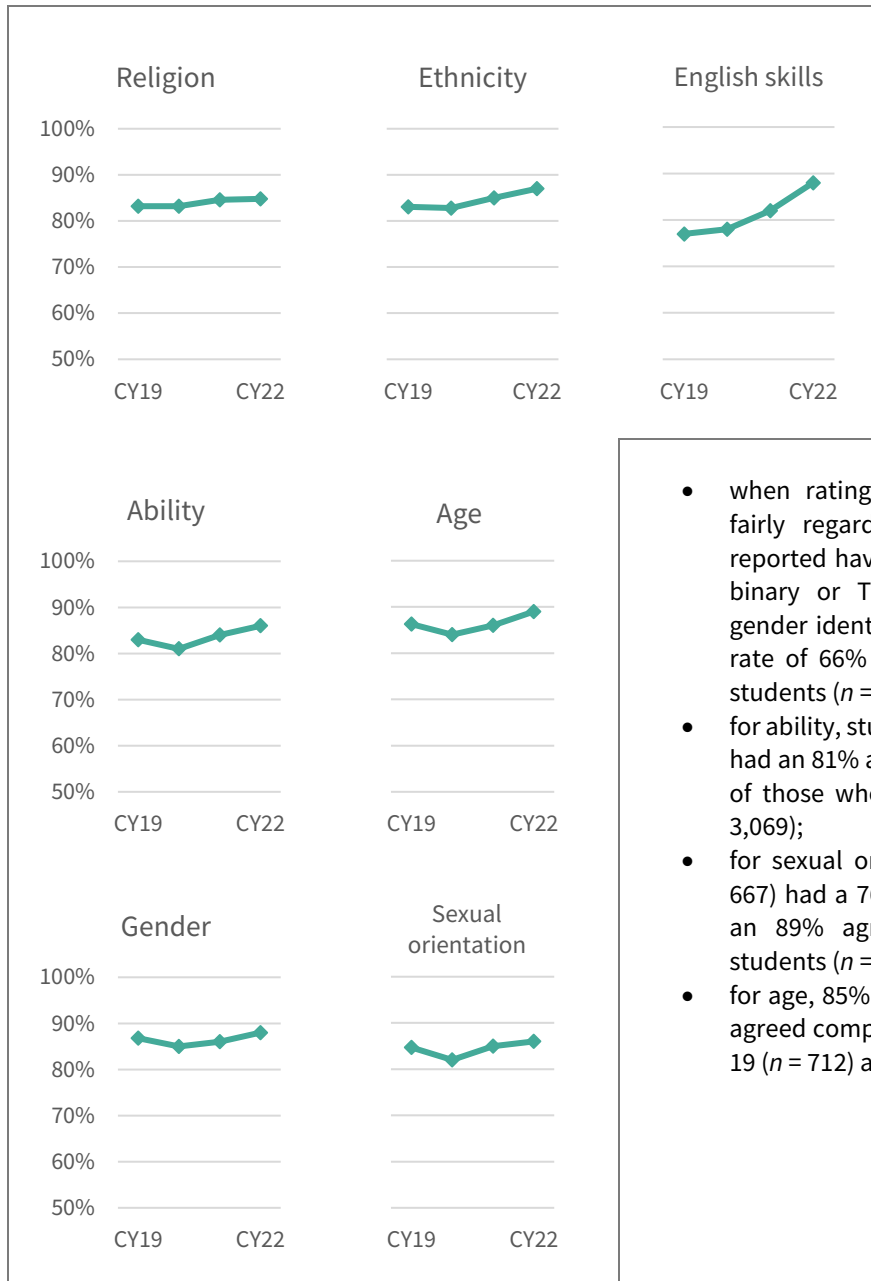 Religion Ethnicity English skills
100%
90%
80%
70%
60%
50%
CY19 CY22 CY19 CY22 CY19 CY22
Ability Age
100%
90%
80%
70%
60%
50%
CY19 CY22 CY19 CY22
Gender Sexual
orientation
100%
90%
80%
70%
60%
50%
CY19 CY22 CY19 CY22
• when rating
fairly regard
reported hav
binary or T
gender ident
rate of 66%
students (n =
• for ability, stu
had an 81% a
of those who
3,069);
• for sexual or
667) had a 7
an 89% agr
students (n =
• for age, 85%
agreed comp
19 (n = 712) a